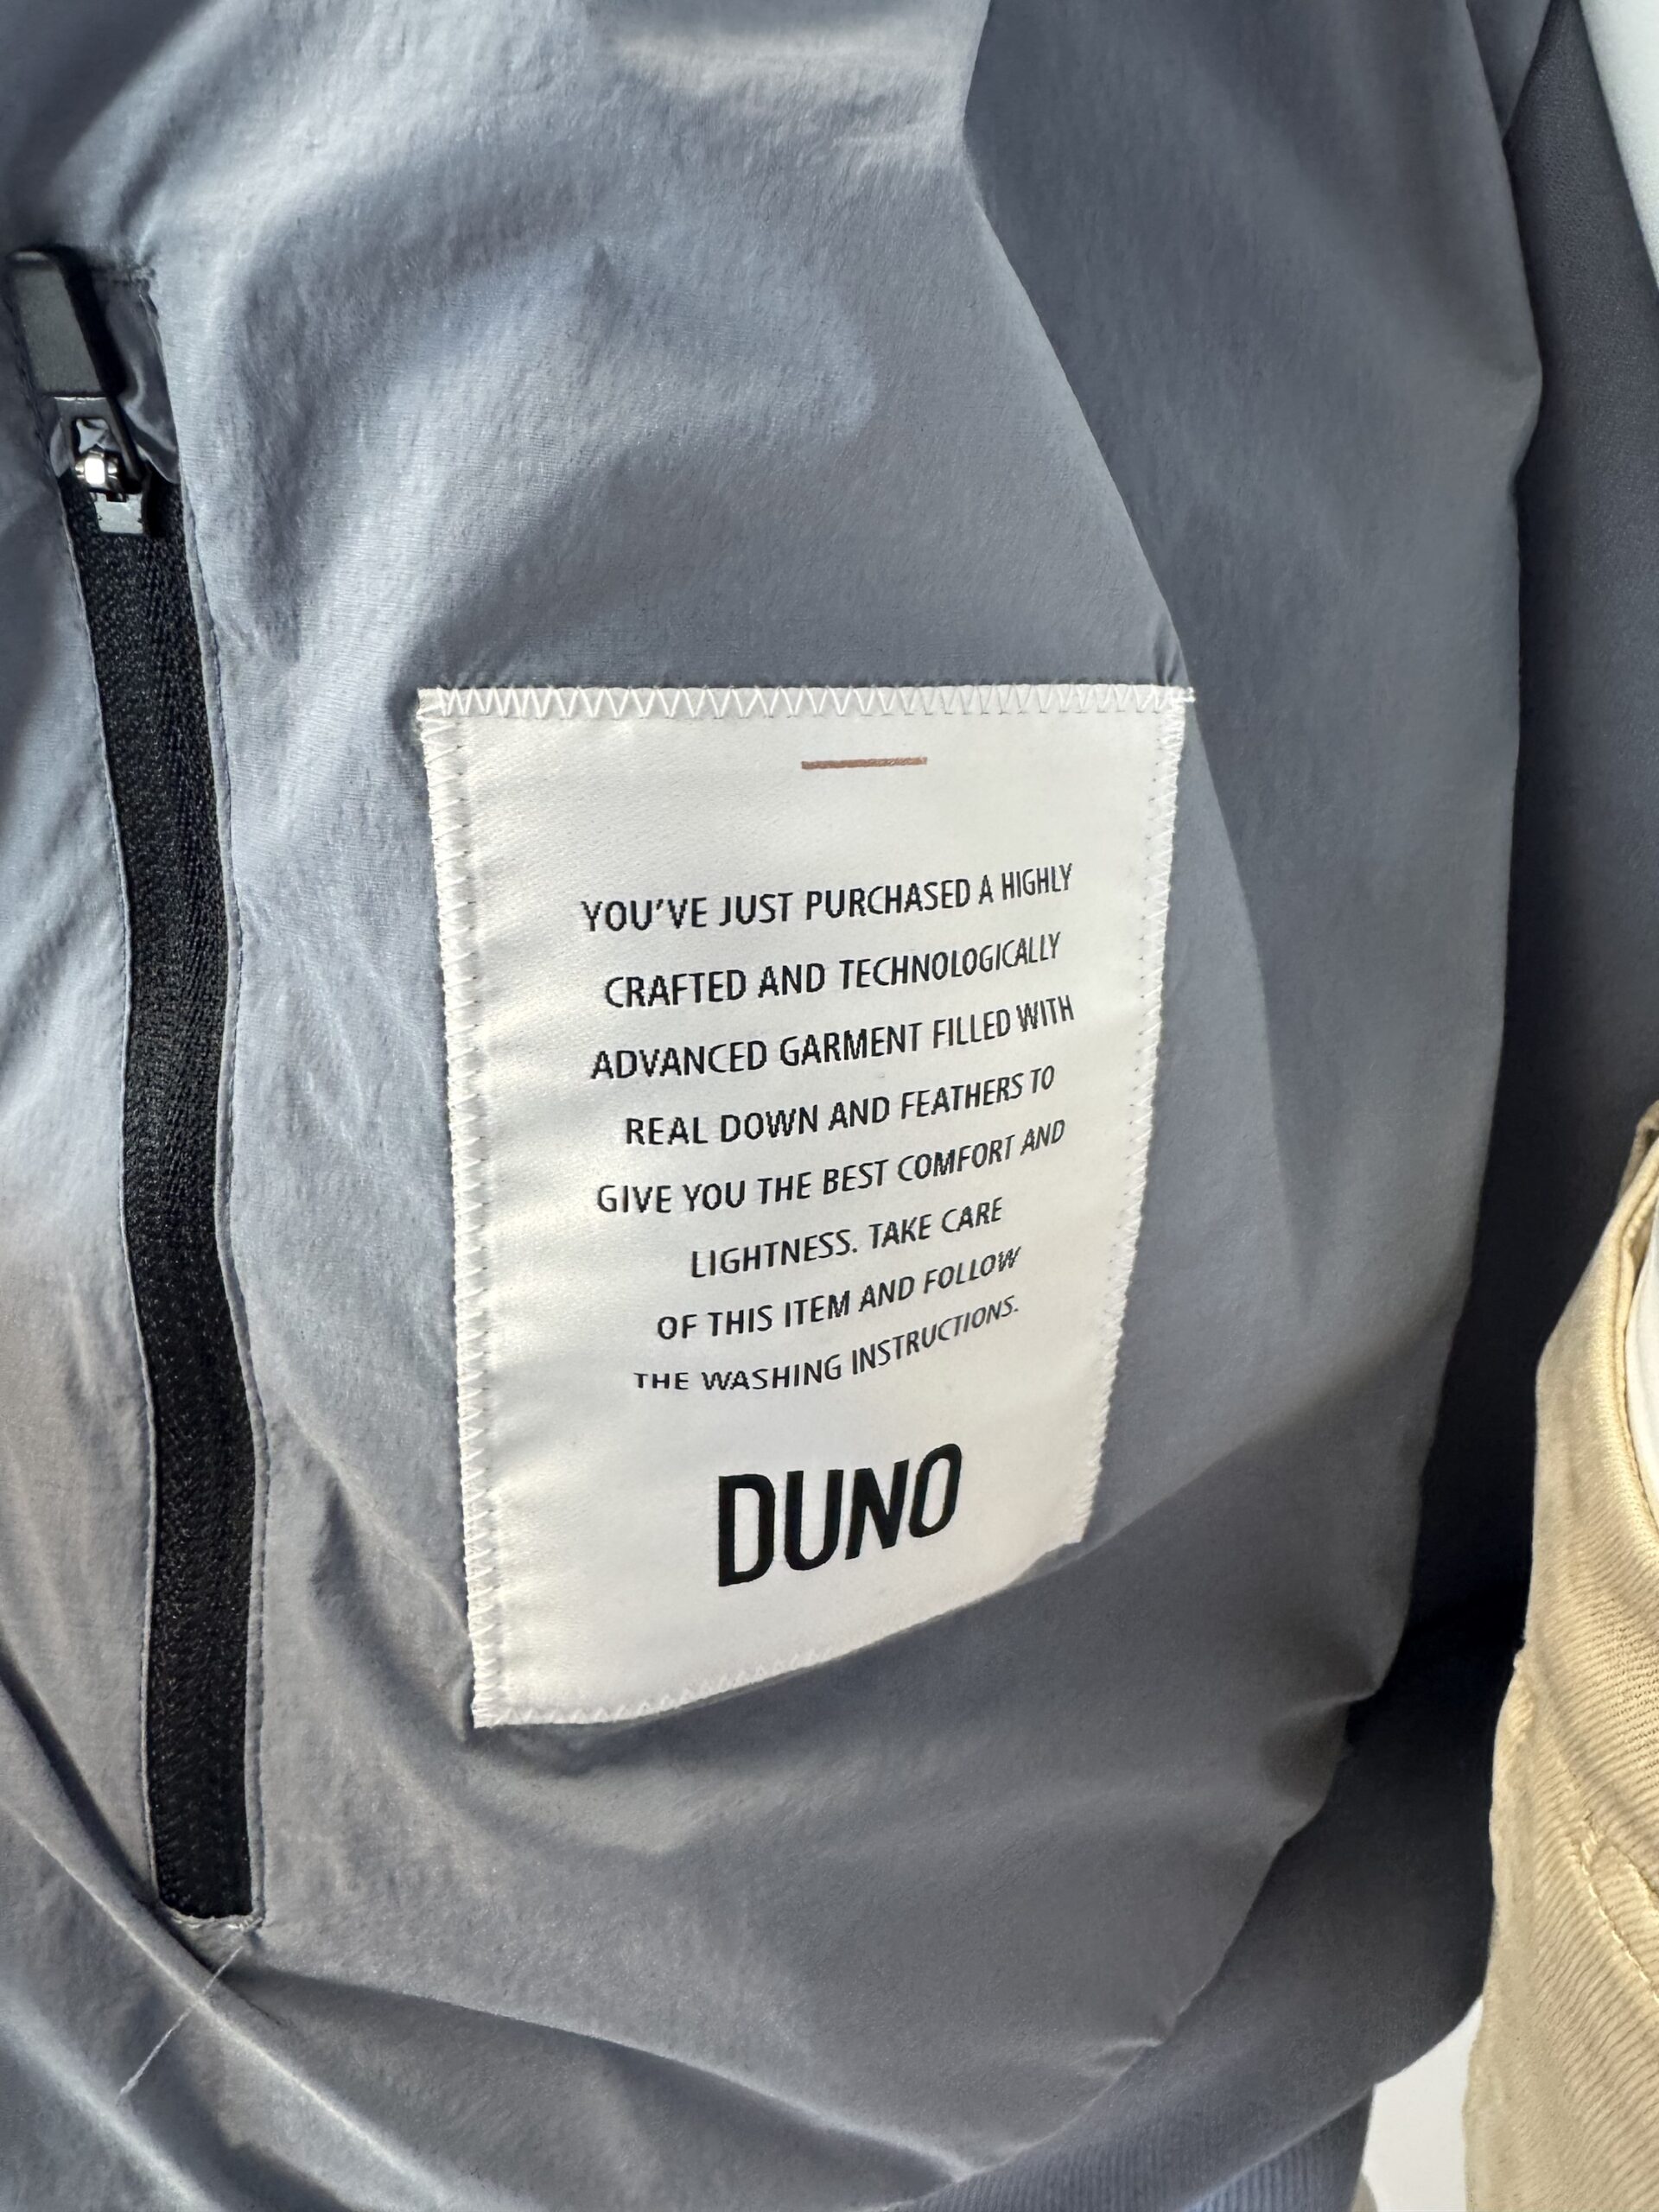 YOU'VE JUST PURCHASED A HIGHLY
CRAFTED AND TECHNOLOGICALLY
ADVANCED GARMENT FILLED WITH
REAL DOWN AND FEATHERS TO
GIVE YOU THE BEST COMFORT AND
LIGHTNESS. TAKE CARE
OF THIS ITEM AND FOLLOW
THE WASHING INSTRUCTIONS.
DUNO